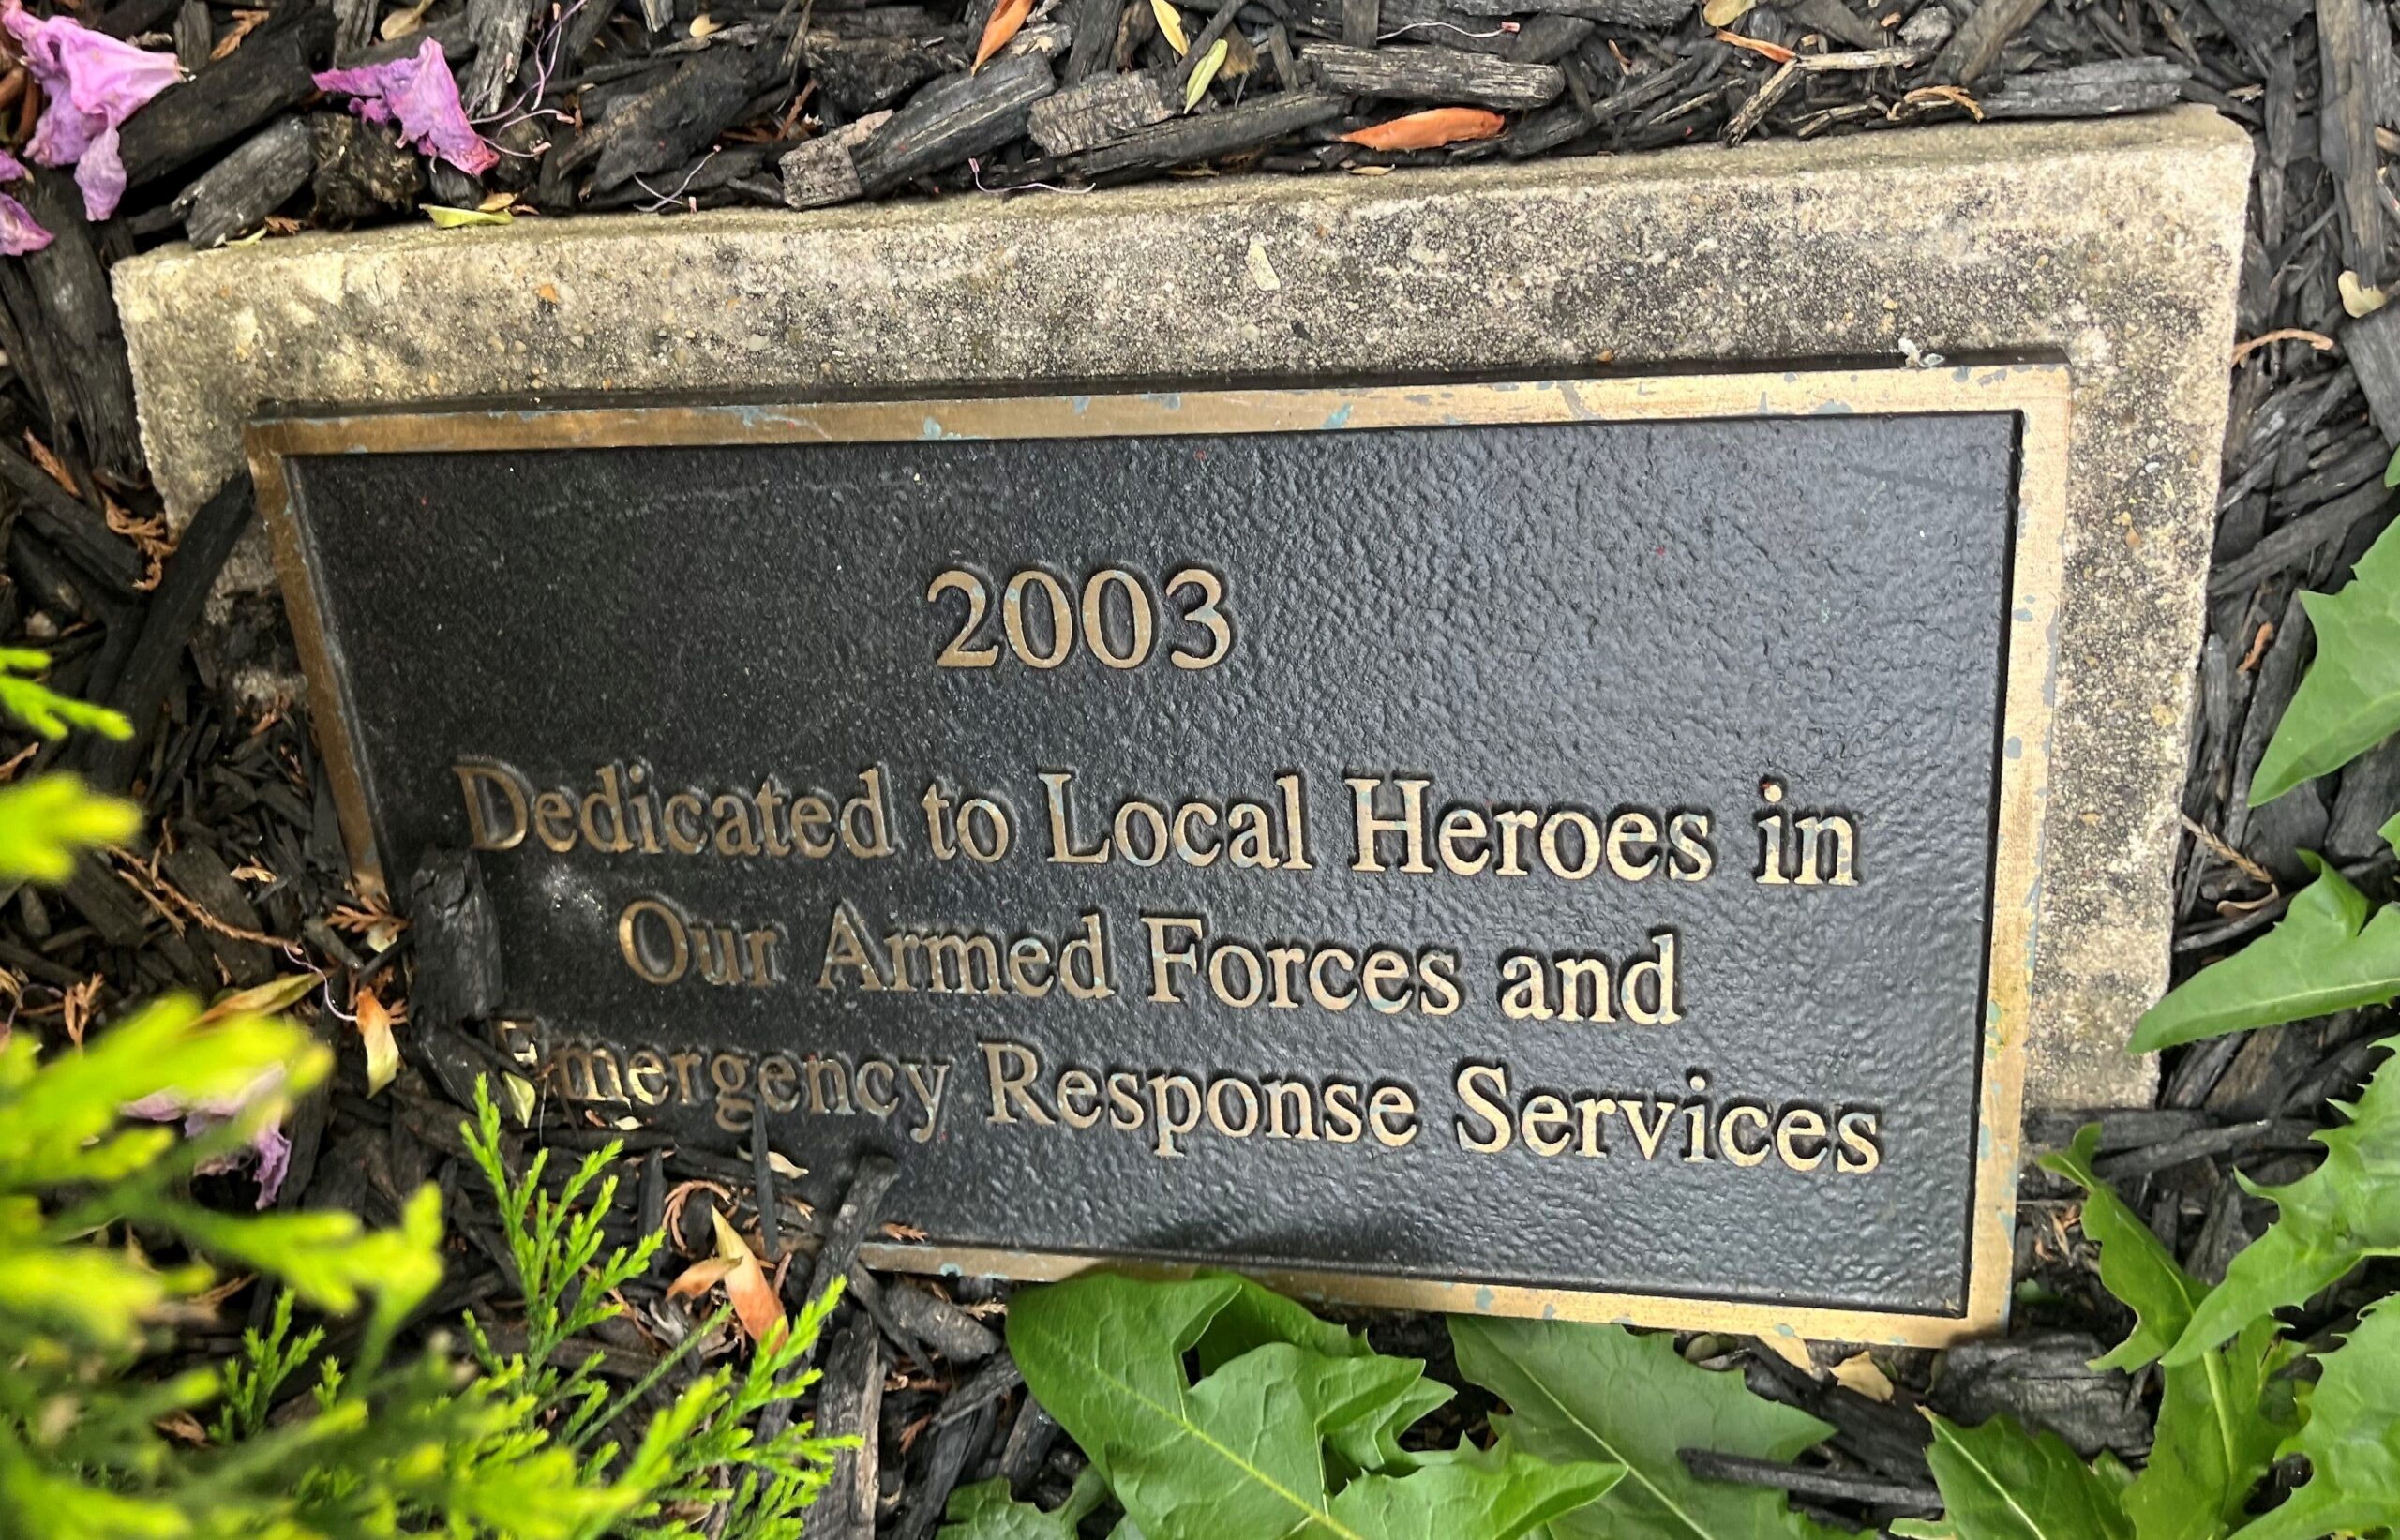 2003
Dedicated to Local Heroes in
Our Armed Forces and
Emergency Response Services